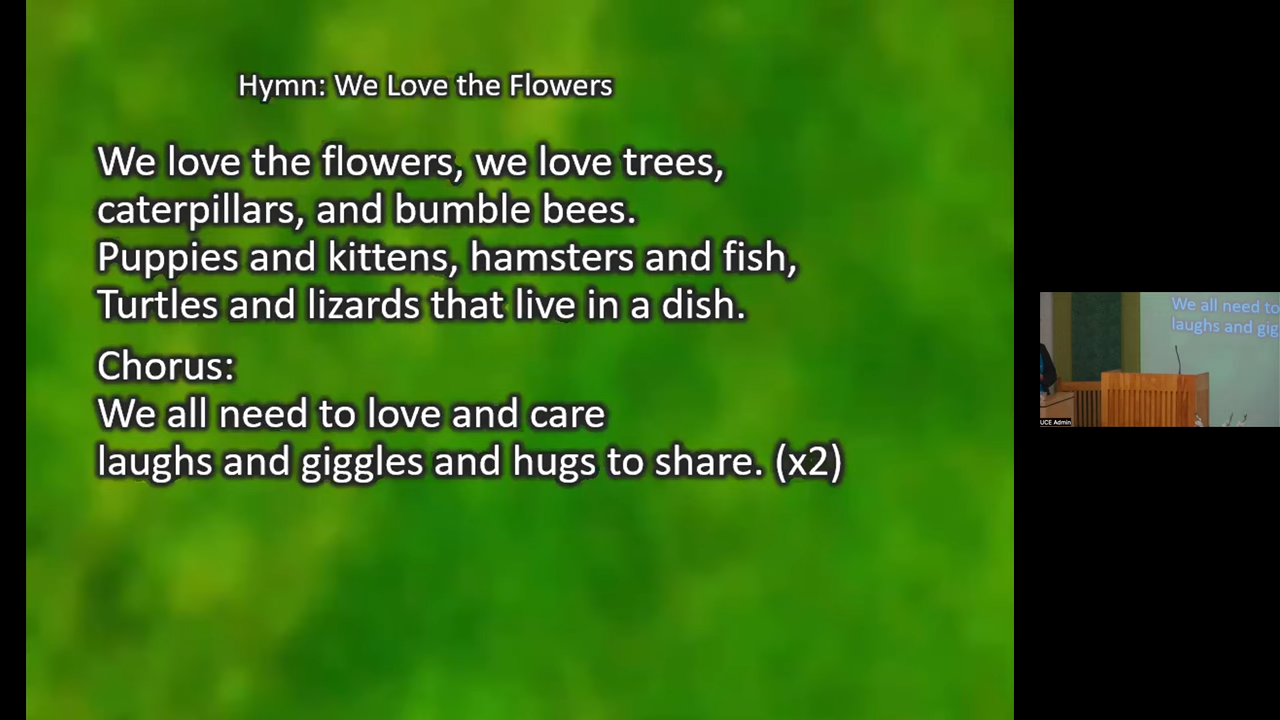 Hymn: We Love the Flowers
We love the flowers, we love trees,
caterpillars, and bumble bees.
Puppies and kittens, hamsters and fish,
Turtles and lizards that live in a dish.
Chorus:
We all need to love and care
laughs and giggles and hugs to share. (x2)
We all need to
laughs and gig
UCE Admin